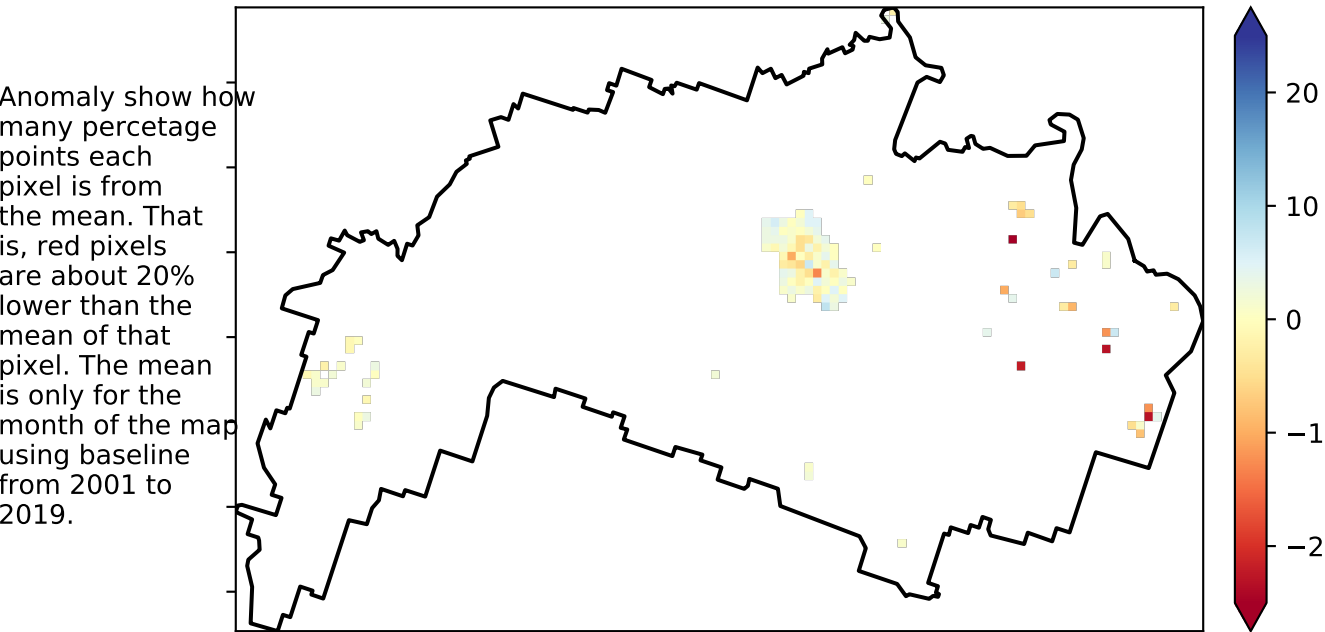 Anomaly show how
many percetage
points each
pixel is from
the mean. That
is, red pixels
are about 20%
lower than the
mean of that
pixel. The mean
is only for the
month of the map
using baseline
from 2001 to
2019.
20
10
0
−1
−2